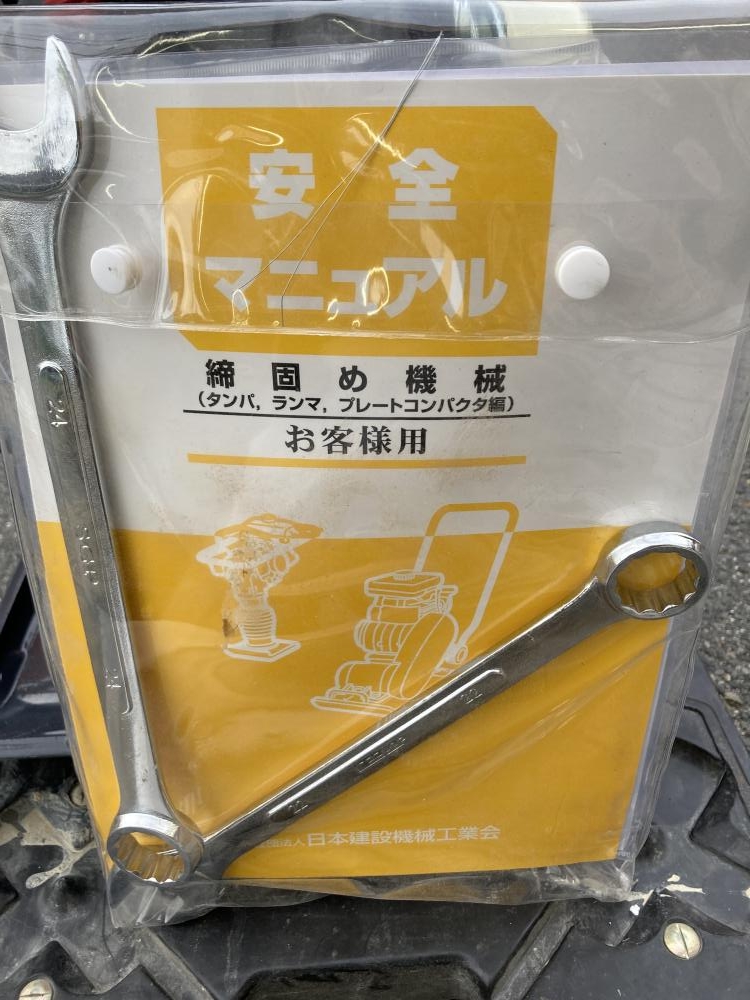 安全
マニュアル
締固め機械
(タンパ, ランマ, プレートコンパクタ編)
お客様用
24
22
日本建設機械工業会